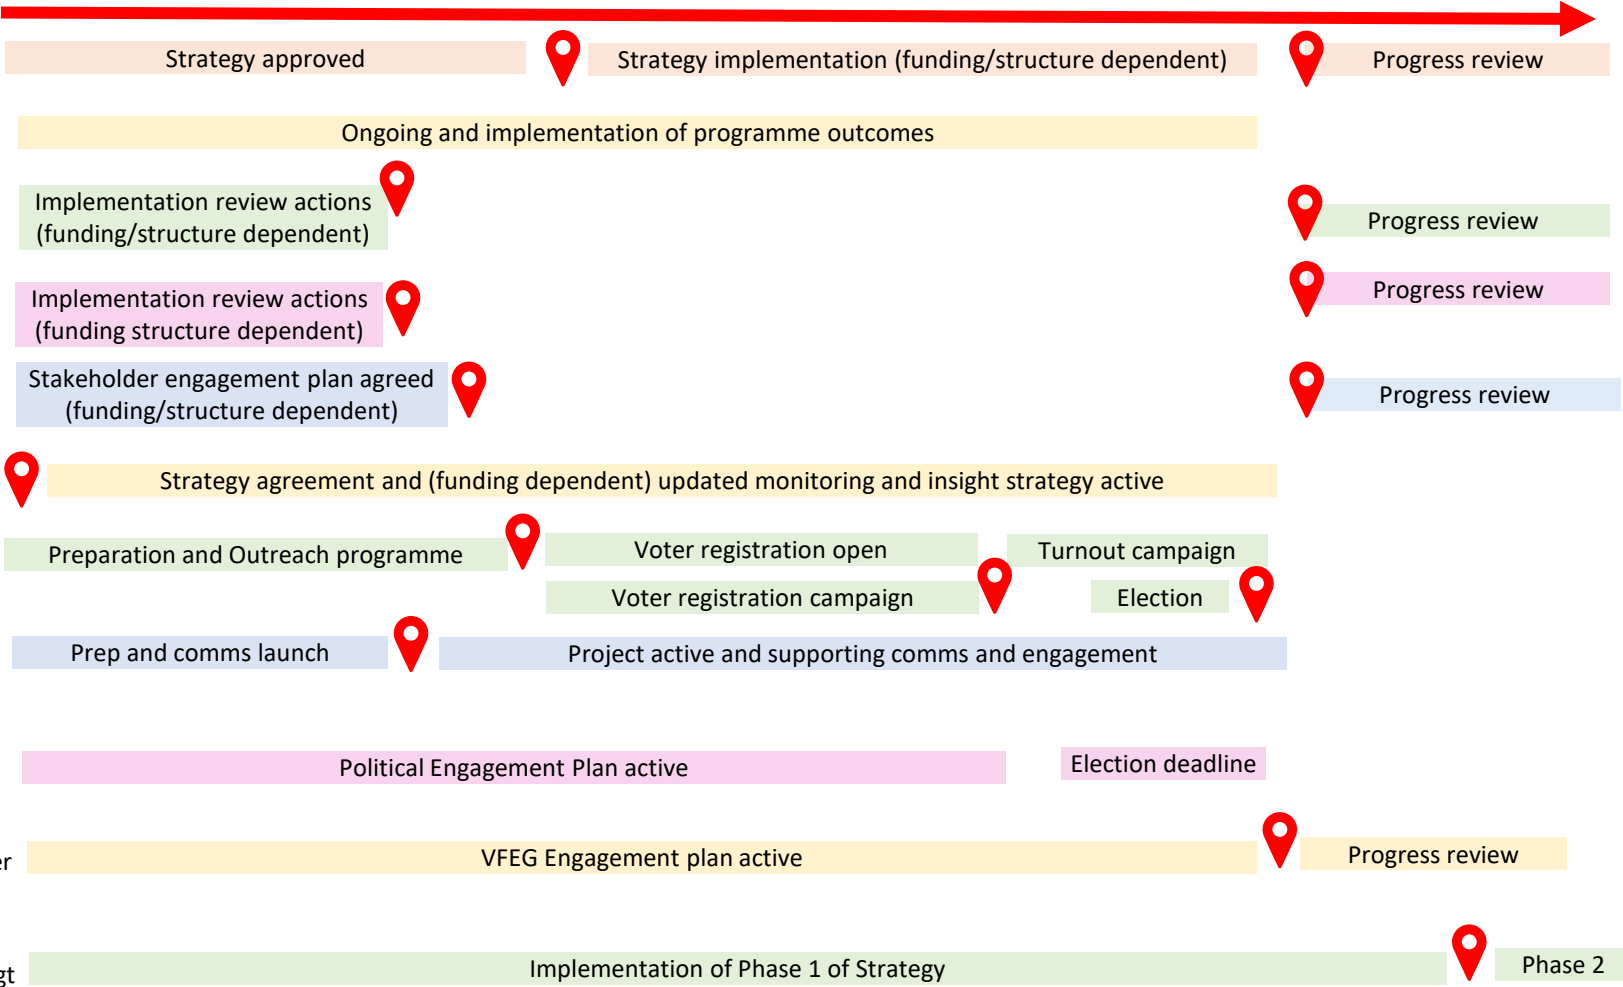 Strategy approved
Strategy implementation (funding/structure dependent)
Progress review
Ongoing and implementation of programme outcomes
Implementation review actions
(funding/structure dependent)
Progress review
Implementation review actions
(funding structure dependent)
Progress review
Stakeholder engagement plan agreed
(funding/structure dependent)
Progress review
Strategy agreement and (funding dependent) updated monitoring and insight strategy active
Preparation and Outreach programme
Voter registration open
Turnout campaign
Voter registration campaign
Election
Prep and comms launch
Project active and supporting comms and engagement
Political Engagement Plan active
Election deadline
er
VFEG Engagement plan active
Progress review
gt
Implementation of Phase 1 of Strategy
Phase 2